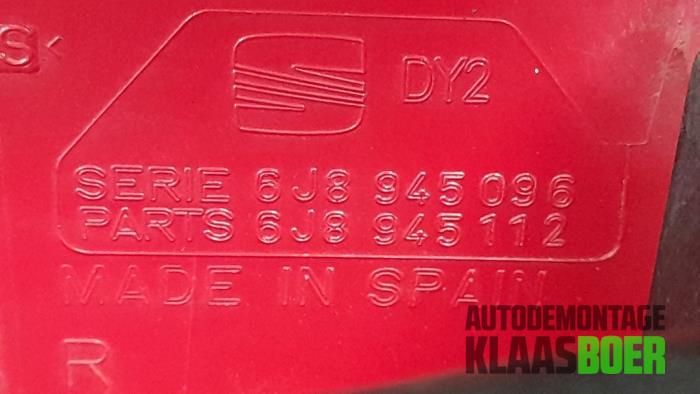 S<
DY2
SERIE 6J8 945 096
PARTS 6J8 945 112
MADE IN SPAIN
R
AUTODEMONTAGE
KLAASBOER